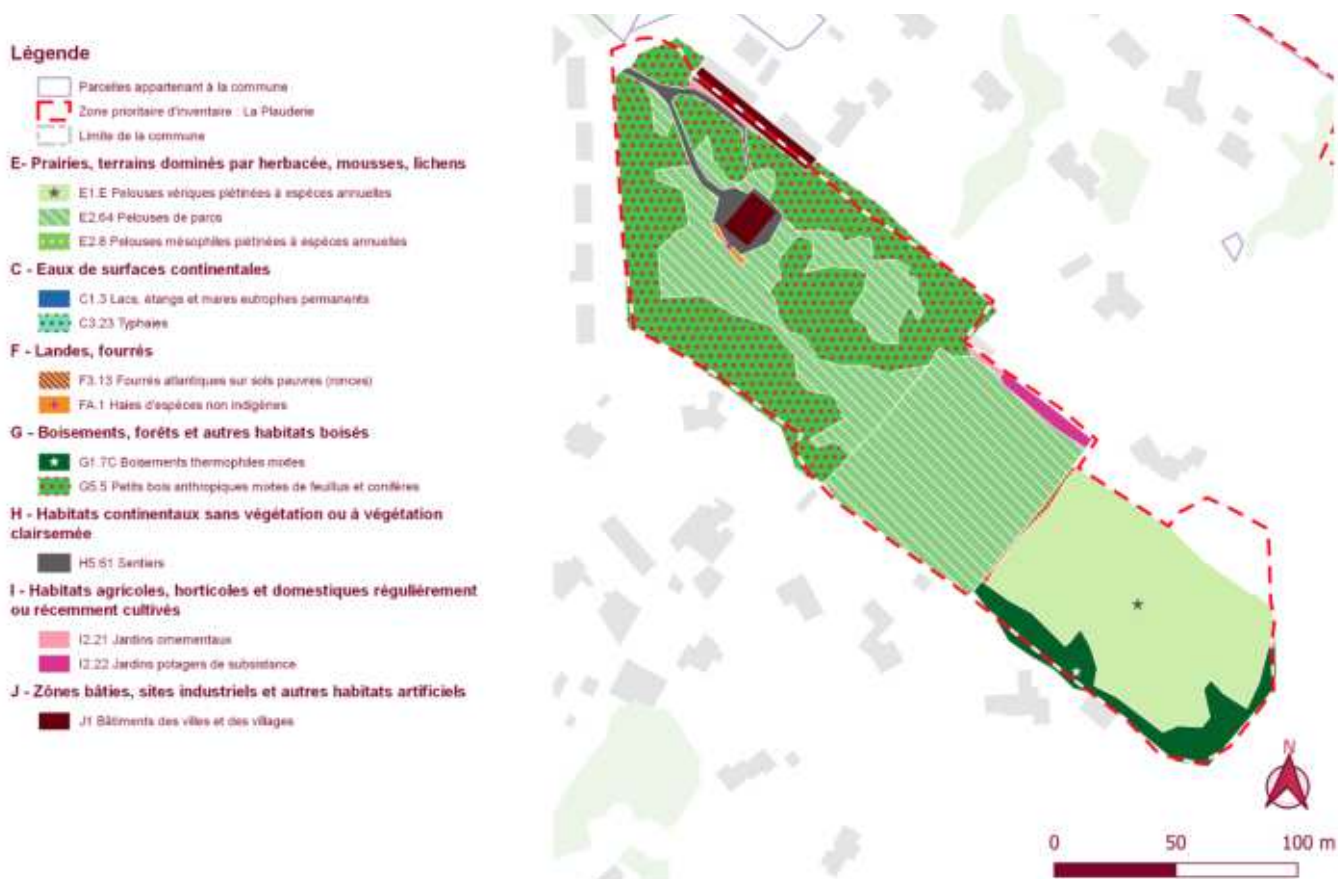 Légende
Parcelles appartenant à la commune
Zone prioritaire d'inventaire : La Plauderie
Limite de la commune
E- Prairies, terrains dominés par herbacée, mousses, lichens
E1.E Pelouses xériques piétinées à espèces annuelles
E2.64 Pelouses de parcs
E2.8 Pelouses mésophiles piétinées à espèces annuelles
C - Eaux de surfaces continentales
C1.3 Lacs, étangs et mares eutrophes permanents
C3.23 Typhaies
F - Landes, fourrés
F3.13 Fourrés atlantiques sur sols pauvres (ronces)
FA.1 Haies d'espèces non indigènes
G - Boisements, forêts et autres habitats boisés
G1.7C Boisements thermophiles mixtes
G5.5 Petits bois anthropiques mixtes de feuillus et conifères
H - Habitats continentaux sans végétation ou à végétation
clairsemée
H5.61 Sentiers
I - Habitats agricoles, horticoles et domestiques régulièrement
ou récemment cultivés
I2.21 Jardins ornementaux
I2.22 Jardins potagers de subsistance
J - Zônes bâties, sites industriels et autres habitats artificiels
J1 Bâtiments des villes et des villages
N
0 50 100 m